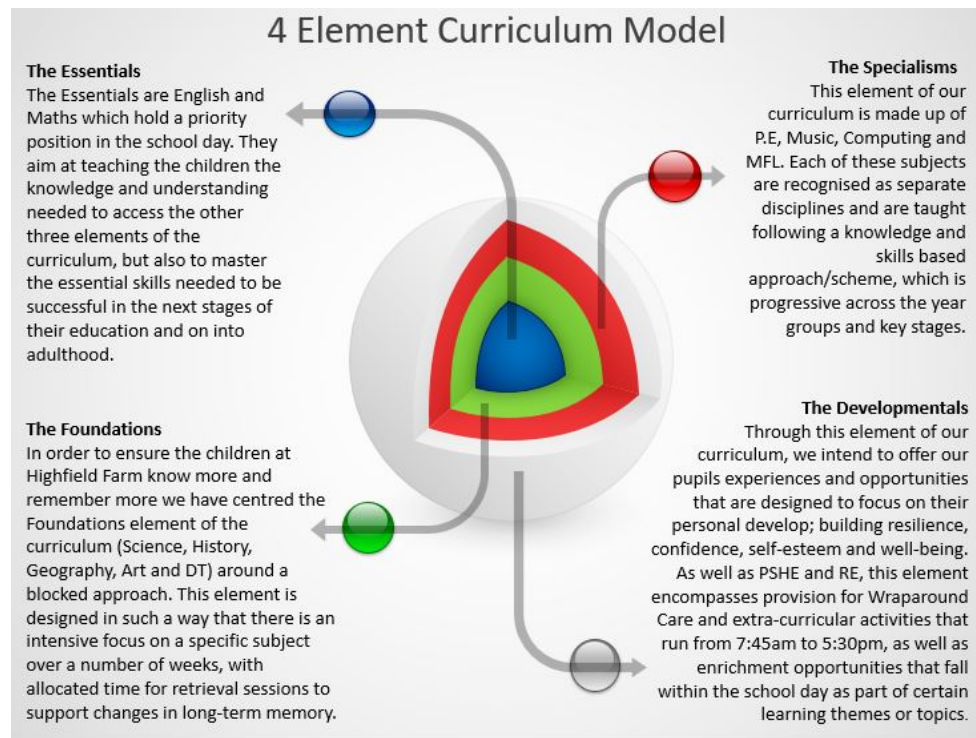 4 Element Curriculum Model
The Essentials
The Essentials are English and
Maths which hold a priority
position in the school day. They
aim at teaching the children the
knowledge and understanding
needed to access the other
three elements of the
curriculum, but also to master
the essential skills needed to be
successful in the next stages of
their education and on into
adulthood.
The Specialisms
This element of our
curriculum is made up of
P.E, Music, Computing and
MFL. Each of these subjects
are recognised as separate
disciplines and are taught
following a knowledge and
skills based
approach/scheme, which is
progressive across the year
groups and key stages.
The Foundations
In order to ensure the children at
Highfield Farm know more and
remember more we have centred the
Foundations element of the
curriculum (Science, History,
Geography, Art and DT) around a
blocked approach. This element is
designed in such a way that there is an
intensive focus on a specific subject
over a number of weeks, with
allocated time for retrieval sessions to
support changes in long-term memory.
The Developmentals
Through this element of our
curriculum, we intend to offer our
pupils experiences and opportunities
that are designed to focus on their
personal develop; building resilience,
confidence, self-esteem and well-being.
As well as PSHE and RE, this element
encompasses provision for Wraparound
Care and extra-curricular activities that
run from 7:45am to 5:30pm, as well as
enrichment opportunities that fall
within the school day as part of certain
learning themes or topics.